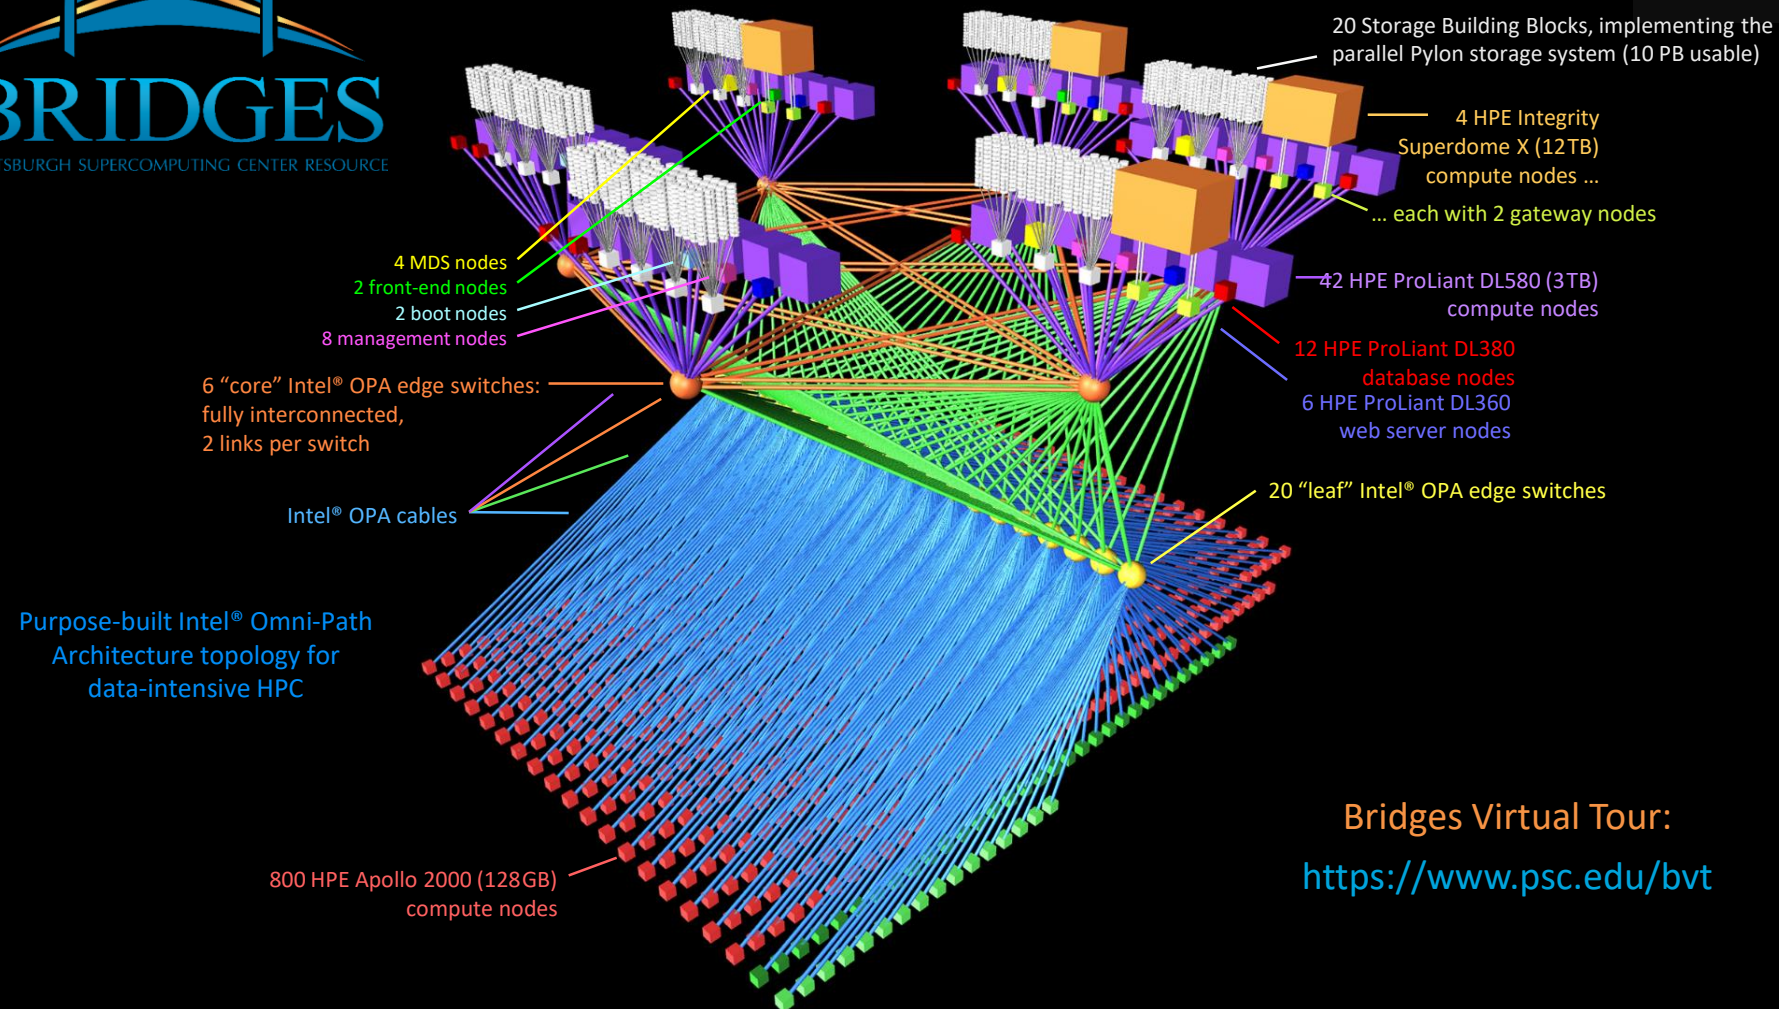 BRIDGES
TTSBURGH SUPERCOMPUTING CENTER RESOURCE
20 Storage Building Blocks, implementing the
parallel Pylon storage system (10 PB usable)
4 HPE Integrity
Superdome X (12TB)
compute nodes ...
... each with 2 gateway nodes
4 MDS nodes
2 front-end nodes
2 boot nodes
8 management nodes
42 HPE ProLiant DL580 (3TB)
compute nodes
12 HPE ProLiant DL380
database nodes
6 HPE ProLiant DL360
web server nodes
6 “core” Intel® OPA edge switches:
fully interconnected,
2 links per switch
Intel® OPA cables
20 “leaf” Intel® OPA edge switches
Purpose-built Intel® Omni-Path
Architecture topology for
data-intensive HPC
800 HPE Apollo 2000 (128GB)
compute nodes
Bridges Virtual Tour:
https://www.psc.edu/bvt